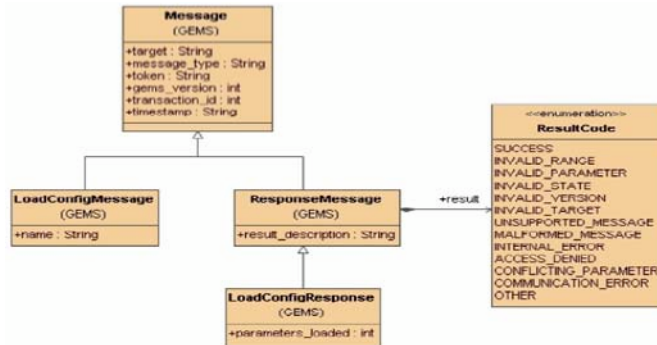 Message
(GEMS)
+target : String
+message_type : String
+token : String
+gems_version : int
+transaction_id : int
+timestamp : String
<<enumeration>>
ResultCode
SUCCESS
INVALID_RANGE
INVALID_PARAMETER
INVALID_STATE
INVALID_VERSION
INVALID_TARGET
UNSUPPORTED_MESSAGE
MALFORMED_MESSAGE
INTERNAL_ERROR
ACCESS_DENIED
CONFLICTING_PARAMETER
COMMUNICATION_ERROR
OTHER
LoadConfigMessage
(GEMS)
+name : String
ResponseMessage
(GEMS)
+result_description : String
+result
LoadConfigResponse
(GEMS)
+parameters_loaded : int